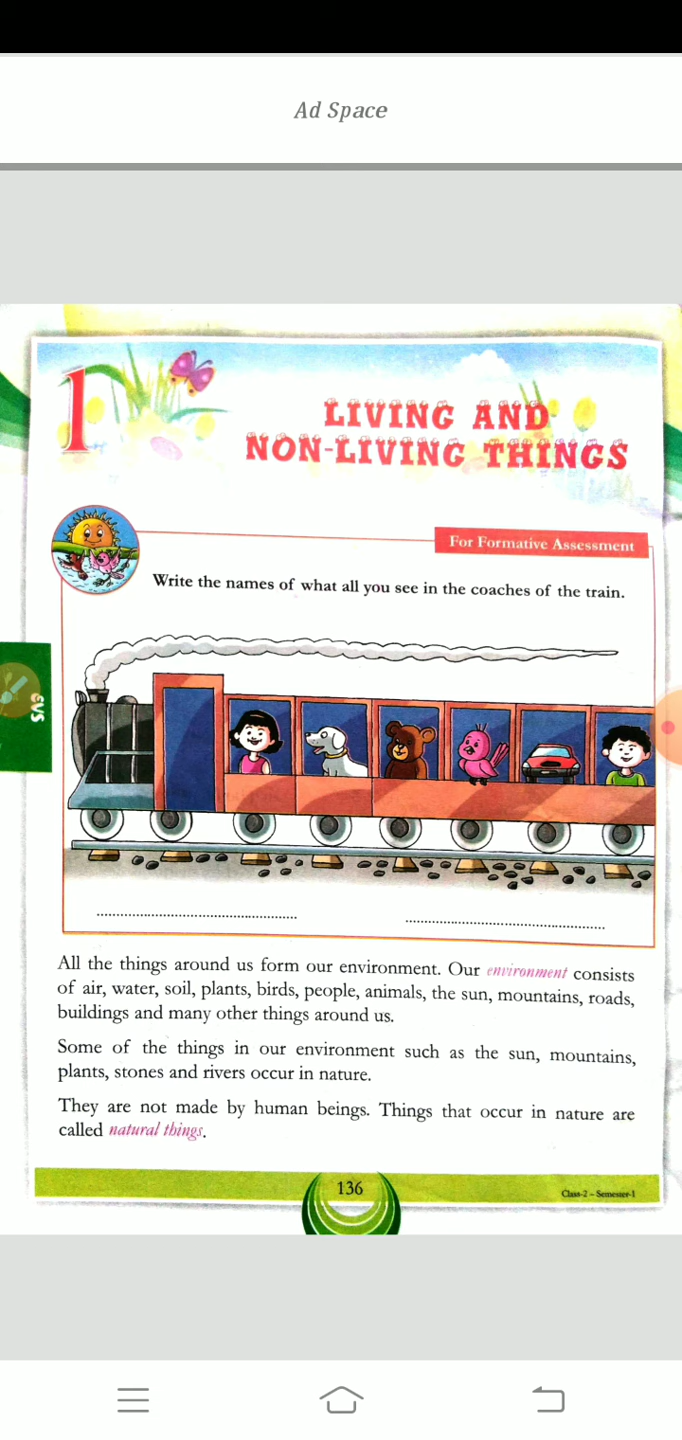 Ad Space
1
LIVING AND
NON-LIVING THINGS
For Formative Assessment
Write the names of what all you see in the coaches of the train.
EVS
All the things around us form our environment. Our environment consists
of air, water, soil, plants, birds, people, animals, the sun, mountains, roads,
buildings and many other things around us.
Some of the things in our environment such as the sun, mountains,
plants, stones and rivers occur in nature.
They are not made by human beings. Things that occur in nature are
called natural things.
136
Class-2 – Semester-1